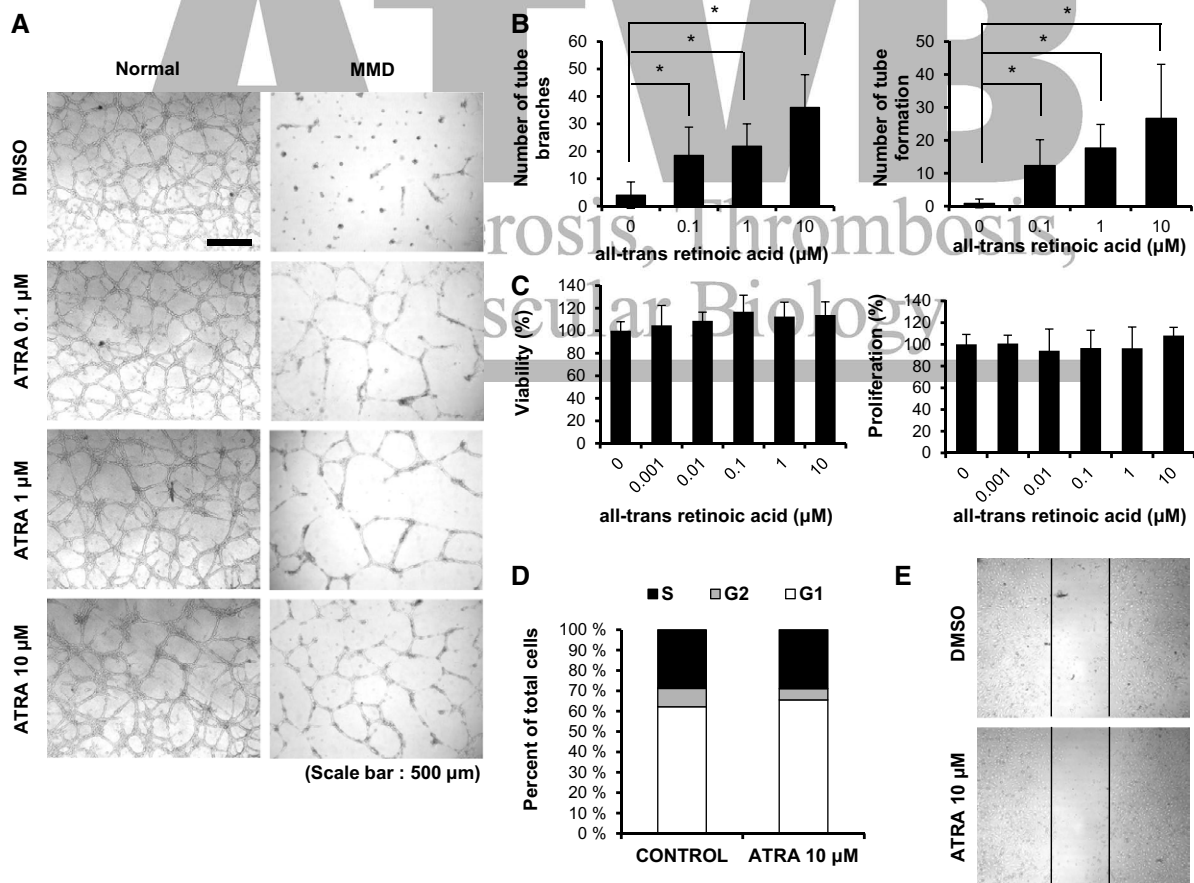 ATVB
erosis, Thrombosis,
scular Biology
A
Normal
MMD
DMSO
ATRA 0.1 µM
ATRA 1 µM
ATRA 10 µM
(Scale bar : 500 µm)
B
Number of tube
branches
60
50
40
30
20
10
0
*
*
*
0
0.1
1
10
all-trans retinoic acid (µM)
Number of tube
formation
50
40
30
20
10
0
*
*
*
0
0.1
1
10
all-trans retinoic acid (µM)
C
Viability (%)
140
120
100
80
60
40
20
0
0
0.001
0.01
0.1
1
10
all-trans retinoic acid (µM)
Proliferation (%)
140
120
100
80
60
40
20
0
0
0.001
0.01
0.1
1
10
all-trans retinoic acid (µM)
D
S
G2
G1
Percent of total cells
100 %
90 %
80 %
70 %
60 %
50 %
40 %
30 %
20 %
10 %
0 %
CONTROL
ATRA 10 µM
E
DMSO
ATRA 10 µM